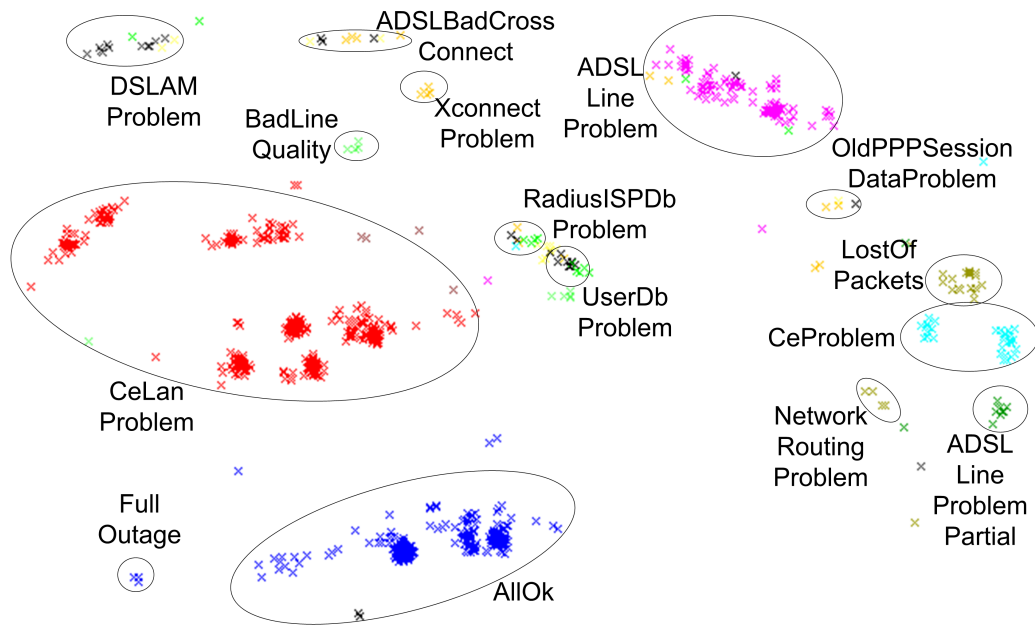 ADSLBadCross
Connect
DSLAM
Problem
ADSL
Line
Problem
Xconnect
Problem
BadLine
Quality
OldPPPSession
DataProblem
RadiusISPDb
Problem
LostOf
Packets
UserDb
Problem
CeProblem
CeLan
Problem
Network
Routing
Problem
ADSL
Line
Problem
Partial
Full
Outage
AllOk